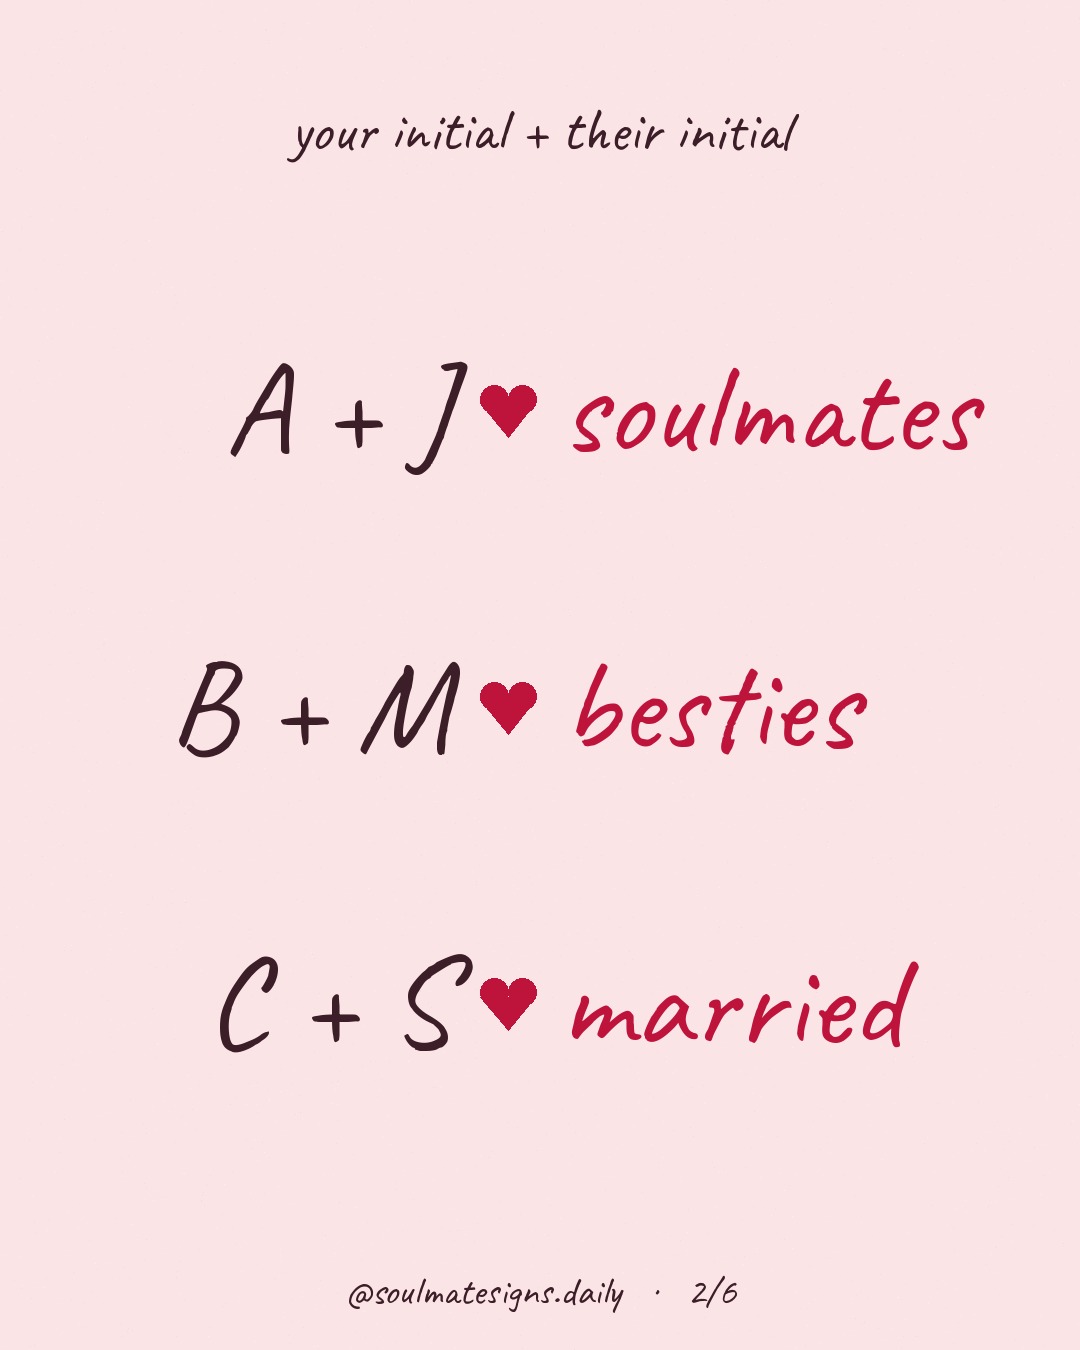 your initial + their initial
A + J ♥ soulmates
B + M ♥ besties
C + S ♥ married
@soulmatesigns.daily · 2/6